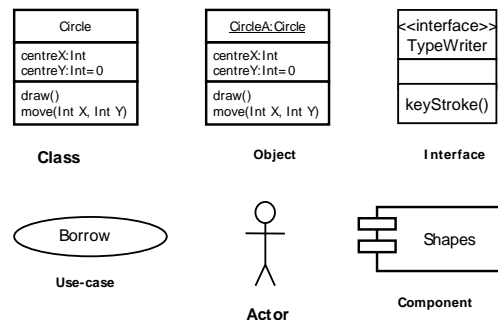 Circle
centreX:Int
centreY:Int=0
draw()
move(Int X, Int Y)
Class
CircleA:Circle
centreX:Int
centreY:Int=0
draw()
move(Int X, Int Y)
Object
<<interface>>
TypeWriter
keyStroke()
Interface
Borrow
Use-case
Actor
Shapes
Component